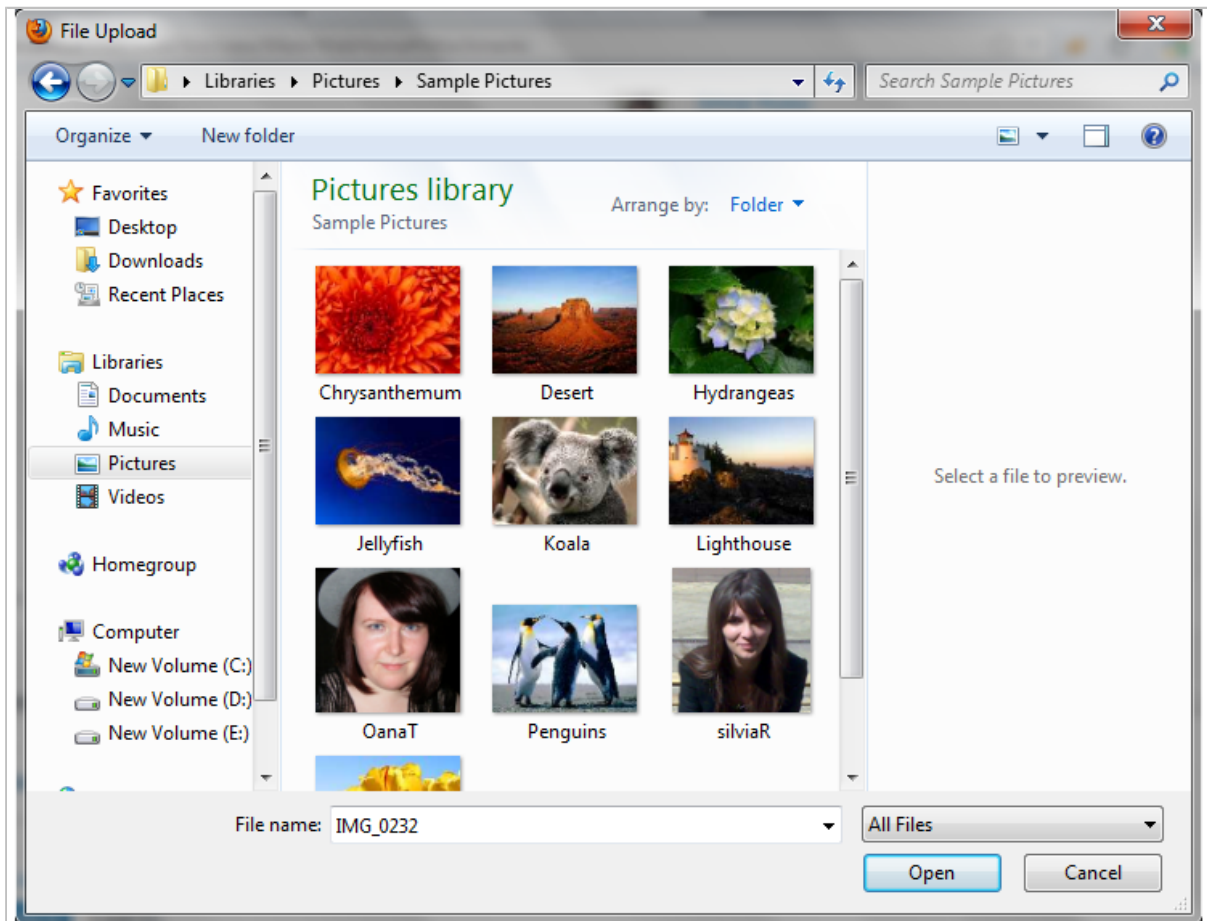 File Upload
Libraries Pictures Sample Pictures
Search Sample Pictures
Organize New folder
Favorites
Desktop
Downloads
Recent Places
Libraries
Documents
Music
Pictures
Videos
Homegroup
Computer
New Volume (C:)
New Volume (D:)
New Volume (E:)
Pictures library
Sample Pictures
Arrange by: Folder
Chrysanthemum Desert Hydrangeas
Jellyfish Koala Lighthouse
OanaT Penguins silviaR
Select a file to preview.
File name: IMG_0232 All Files
Open Cancel